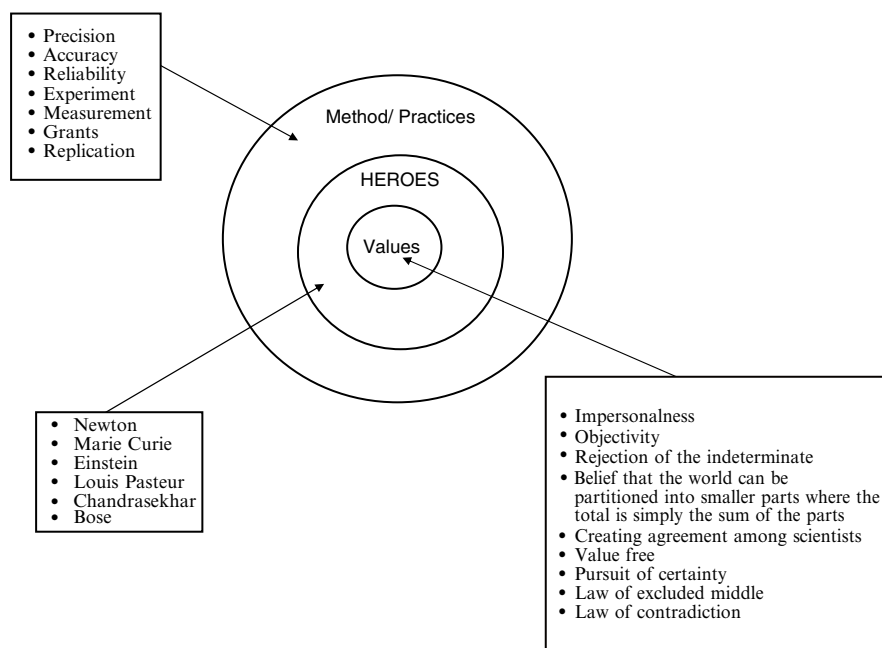 • Precision
• Accuracy
• Reliability
• Experiment
• Measurement
• Grants
• Replication
Method/ Practices
HEROES
Values
• Newton
• Marie Curie
• Einstein
• Louis Pasteur
• Chandrasekhar
• Bose
• Impersonalness
• Objectivity
• Rejection of the indeterminate
• Belief that the world can be
partitioned into smaller parts where the
total is simply the sum of the parts
• Creating agreement among scientists
• Value free
• Pursuit of certainty
• Law of excluded middle
• Law of contradiction